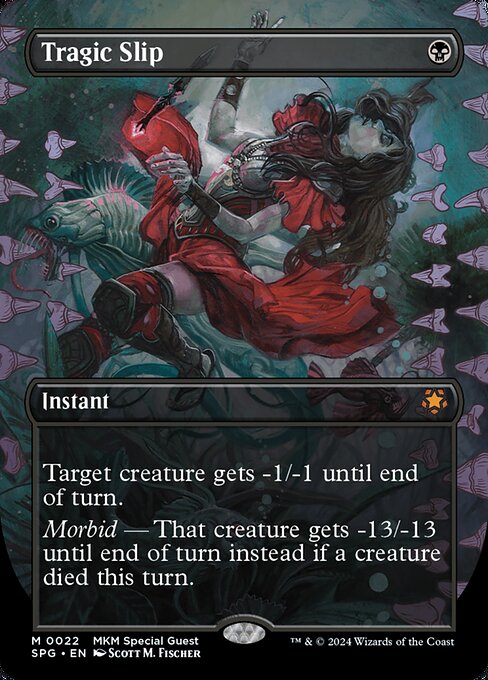 Tragic Slip
Instant
Target creature gets -1/-1 until end
of turn.
Morbid — That creature gets -13/-13
until end of turn instead if a creature
died this turn.
M 0022 MKM Special Guest
SPG • EN Scott M. Fischer
™ & © 2024 Wizards of the Coast